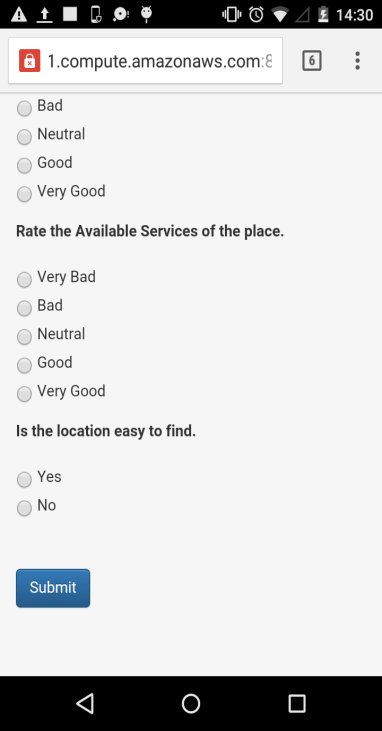 14:30
1.compute.amazonaws.com:8
6
Bad
Neutral
Good
Very Good
Rate the Available Services of the place.
Very Bad
Bad
Neutral
Good
Very Good
Is the location easy to find.
Yes
No
Submit